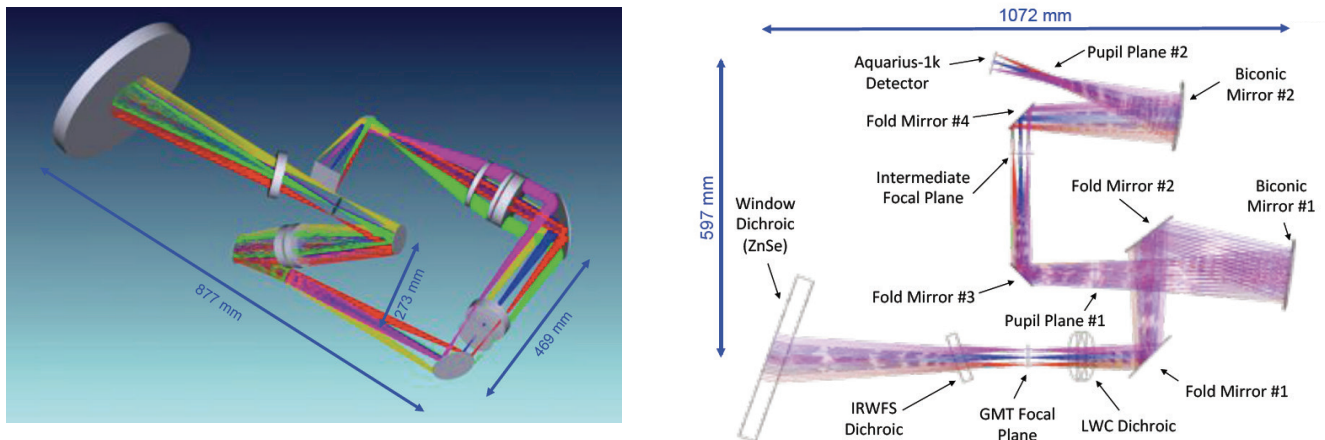 877 mm
273 mm
469 mm
1072 mm
597 mm
Aquarius-1k
Detector
Pupil Plane #2
Biconic
Mirror #2
Fold Mirror #4
Intermediate
Focal Plane
Fold Mirror #2
Biconic
Mirror #1
Window
Dichroic
(ZnSe)
Fold Mirror #3
Pupil Plane #1
IRWFS
Dichroic
GMT Focal
Plane
LWC Dichroic
Fold Mirror #1